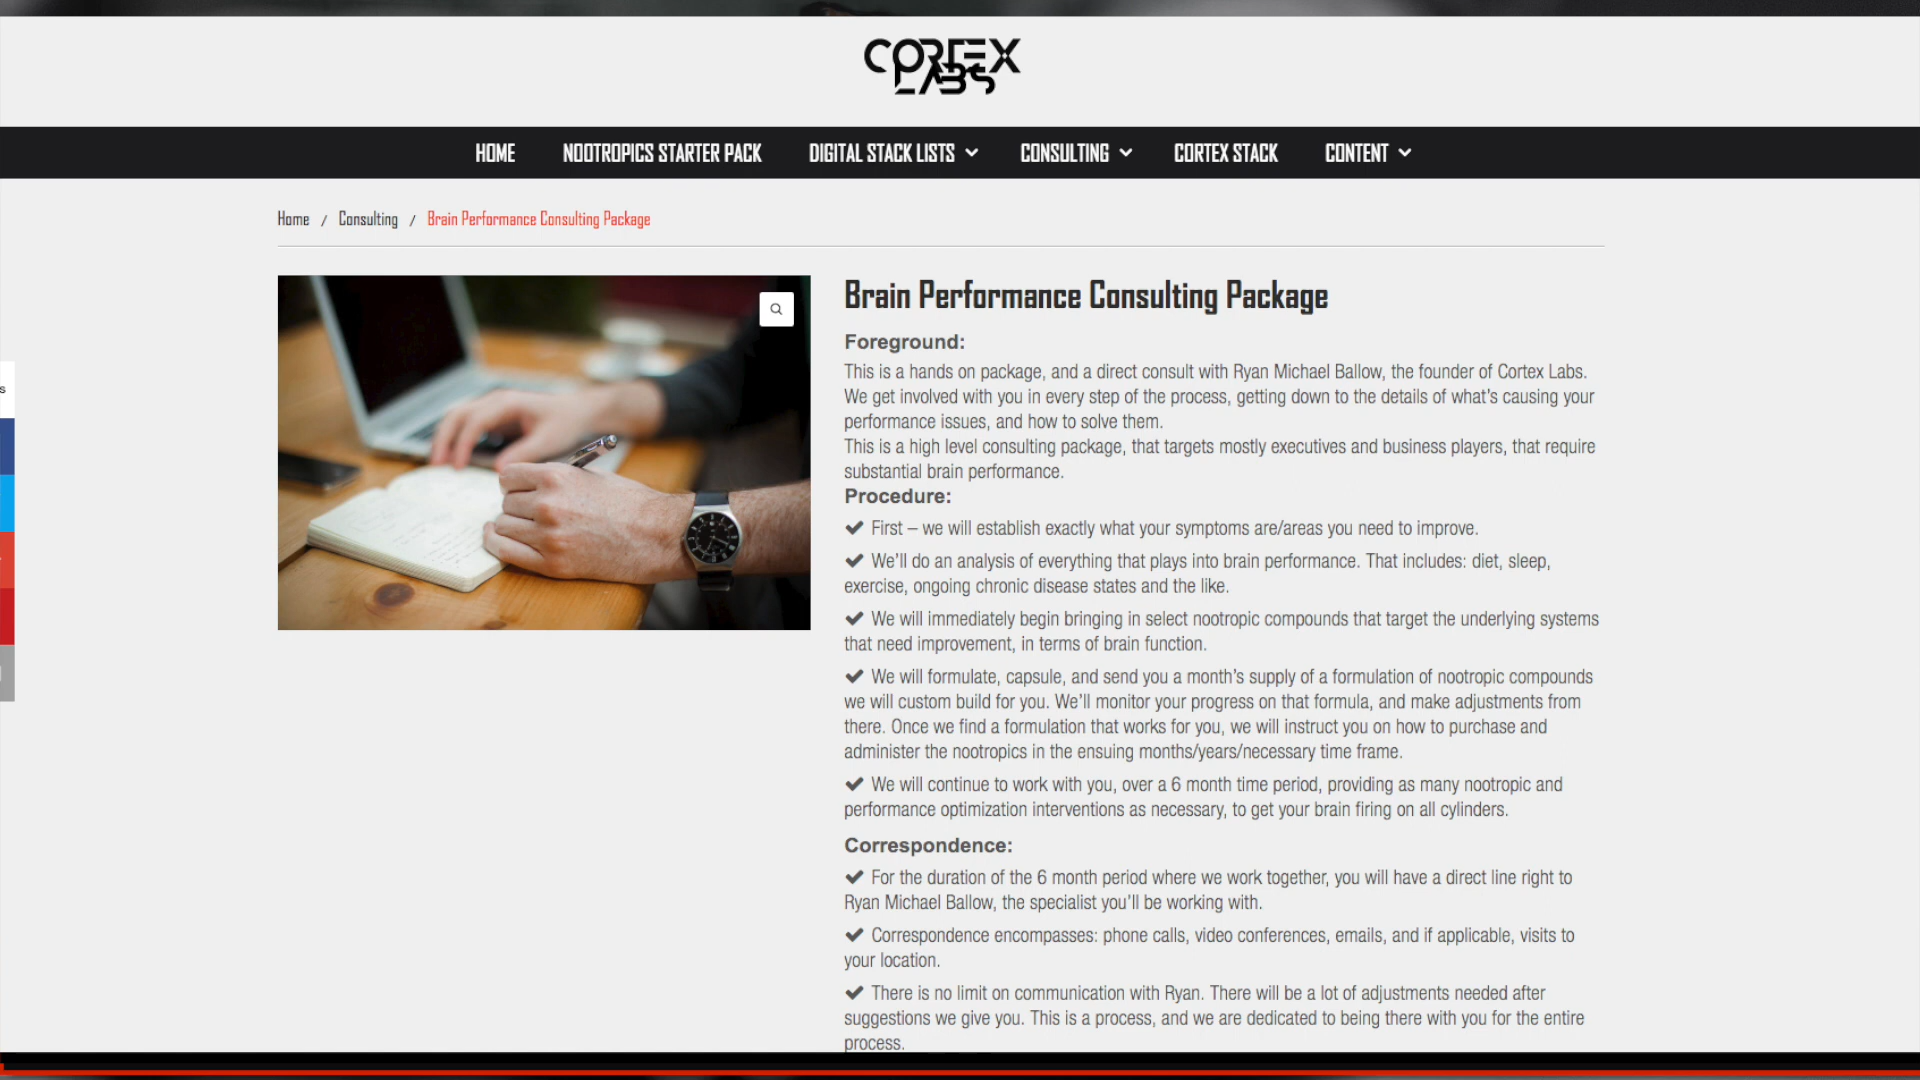 CORTEX
LABS
HOME NOOTROPICS STARTER PACK DIGITAL STACK LISTS CONSULTING CORTEX STACK CONTENT
Home / Consulting / Brain Performance Consulting Package
Brain Performance Consulting Package
Foreground:
This is a hands on package, and a direct consult with Ryan Michael Ballow, the founder of Cortex Labs.
We get involved with you in every step of the process, getting down to the details of what's causing your
performance issues, and how to solve them.
This is a high level consulting package, that targets mostly executives and business players, that require
substantial brain performance.
Procedure:
✔ First – we will establish exactly what your symptoms are/areas you need to improve.
✔ We'll do an analysis of everything that plays into brain performance. That includes: diet, sleep,
exercise, ongoing chronic disease states and the like.
✔ We will immediately begin bringing in select nootropic compounds that target the underlying systems
that need improvement, in terms of brain function.
✔ We will formulate, capsule, and send you a month's supply of a formulation of nootropic compounds
we will custom build for you. We'll monitor your progress on that formula, and make adjustments from
there. Once we find a formulation that works for you, we will instruct you on how to purchase and
administer the nootropics in the ensuing months/years/necessary time frame.
✔ We will continue to work with you, over a 6 month time period, providing as many nootropic and
performance optimization interventions as necessary, to get your brain firing on all cylinders.
Correspondence:
✔ For the duration of the 6 month period where we work together, you will have a direct line right to
Ryan Michael Ballow, the specialist you'll be working with.
✔ Correspondence encompasses: phone calls, video conferences, emails, and if applicable, visits to
your location.
✔ There is no limit on communication with Ryan. There will be a lot of adjustments needed after
suggestions we give you. This is a process, and we are dedicated to being there with you for the entire
process.
s